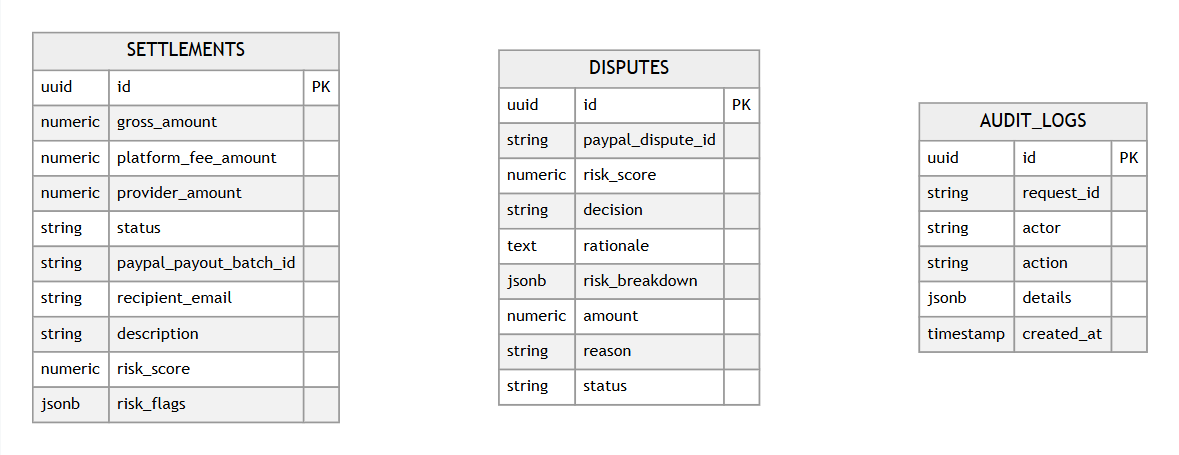 SETTLEMENTS
uuid id PK
numeric gross_amount
numeric platform_fee_amount
numeric provider_amount
string status
string paypal_payout_batch_id
string recipient_email
string description
numeric risk_score
jsonb risk_flags
DISPUTES
uuid id PK
string paypal_dispute_id
numeric risk_score
string decision
text rationale
jsonb risk_breakdown
numeric amount
string reason
string status
AUDIT_LOGS
uuid id PK
string request_id
string actor
string action
jsonb details
timestamp created_at